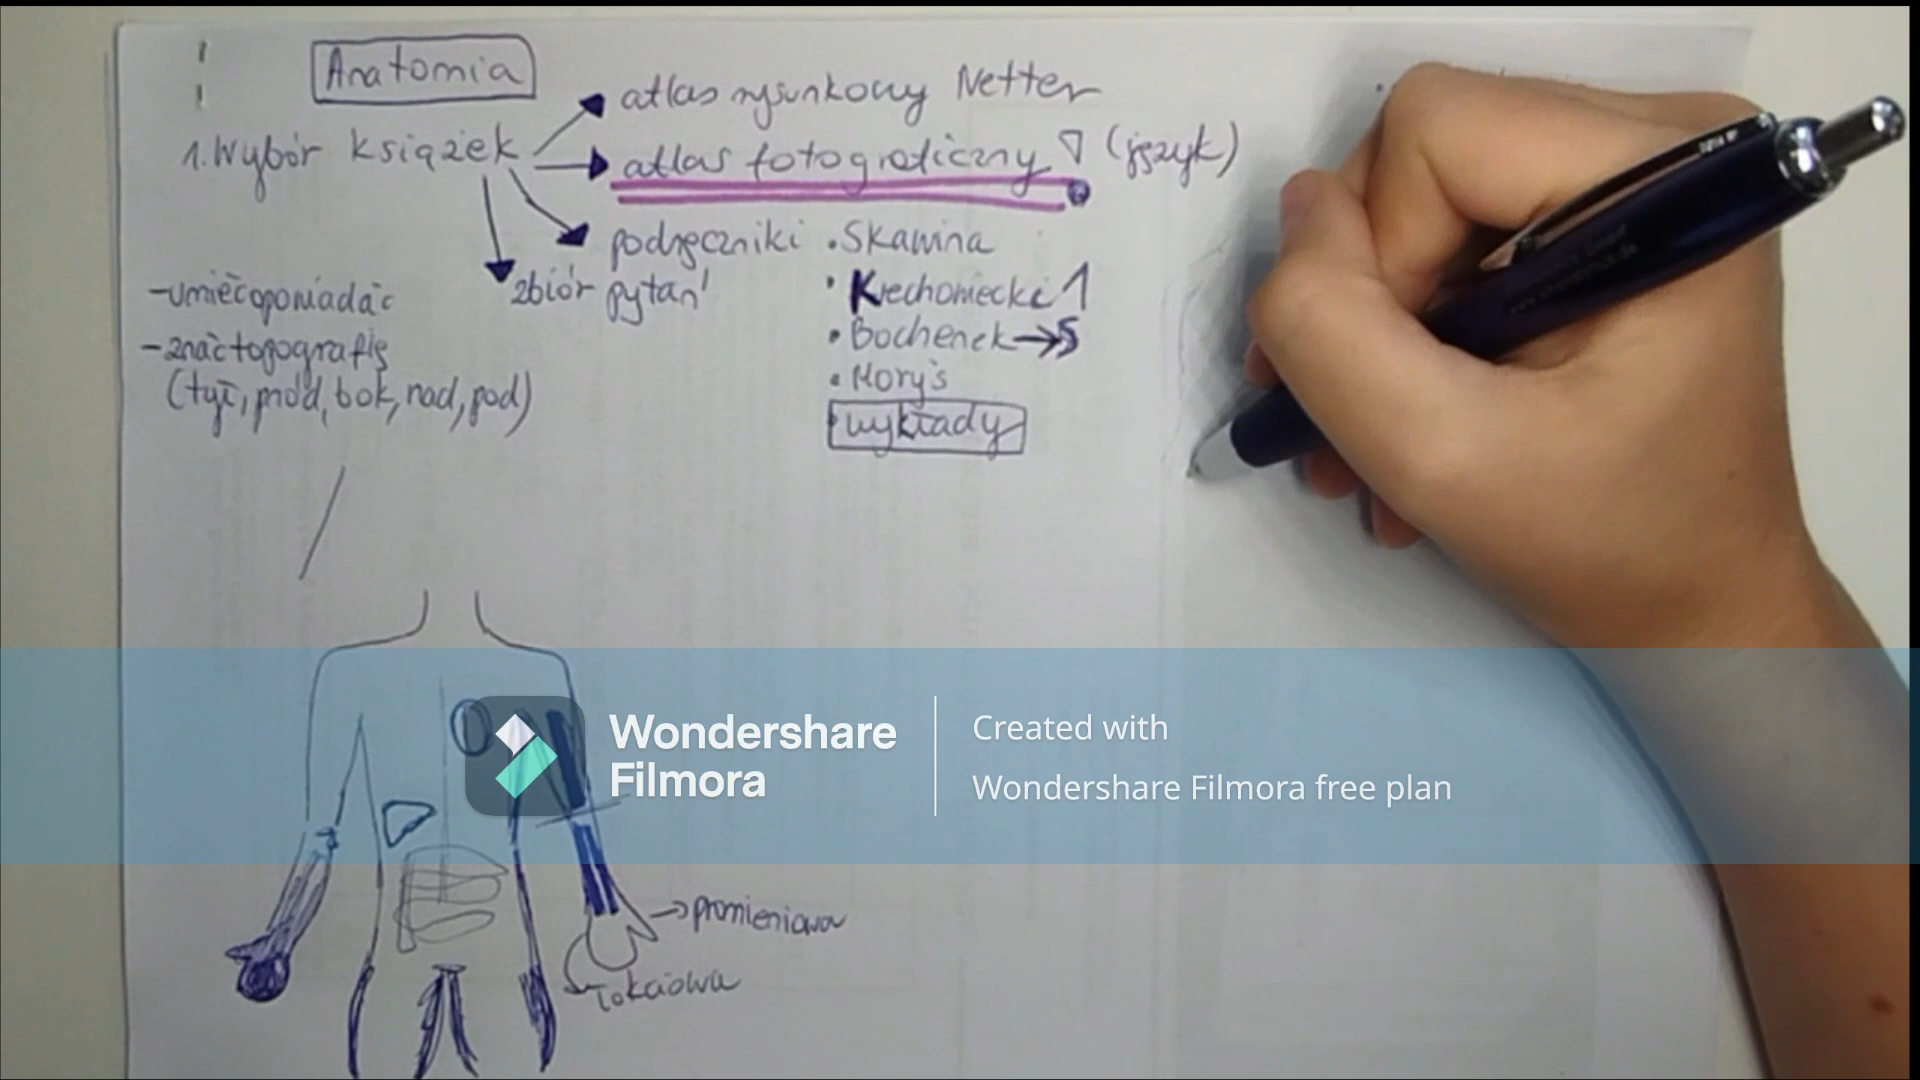 Anatomia
atlas rysunkowy Netter
1. Wybór książek
atlas fotograficzny (język)
podręczniki • Skawina
zbiór pytań
• Krechowiecki 1
• Bochenek → 5
• Moryś
wykłady
- umieć opowiadać
- znać topografię
(tył, przód, bok, nad, pod)
Wondershare
Filmora
Created with
Wondershare Filmora free plan
→ promieniowa
łokciowa